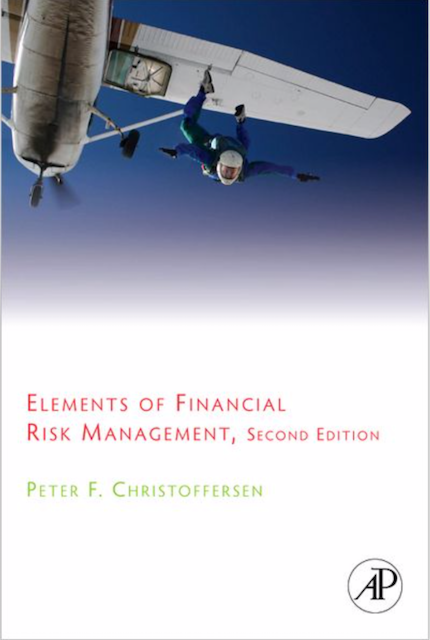 ELEMENTS OF FINANCIAL
RISK MANAGEMENT, SECOND EDITION
PETER F. CHRISTOFFERSEN
AP